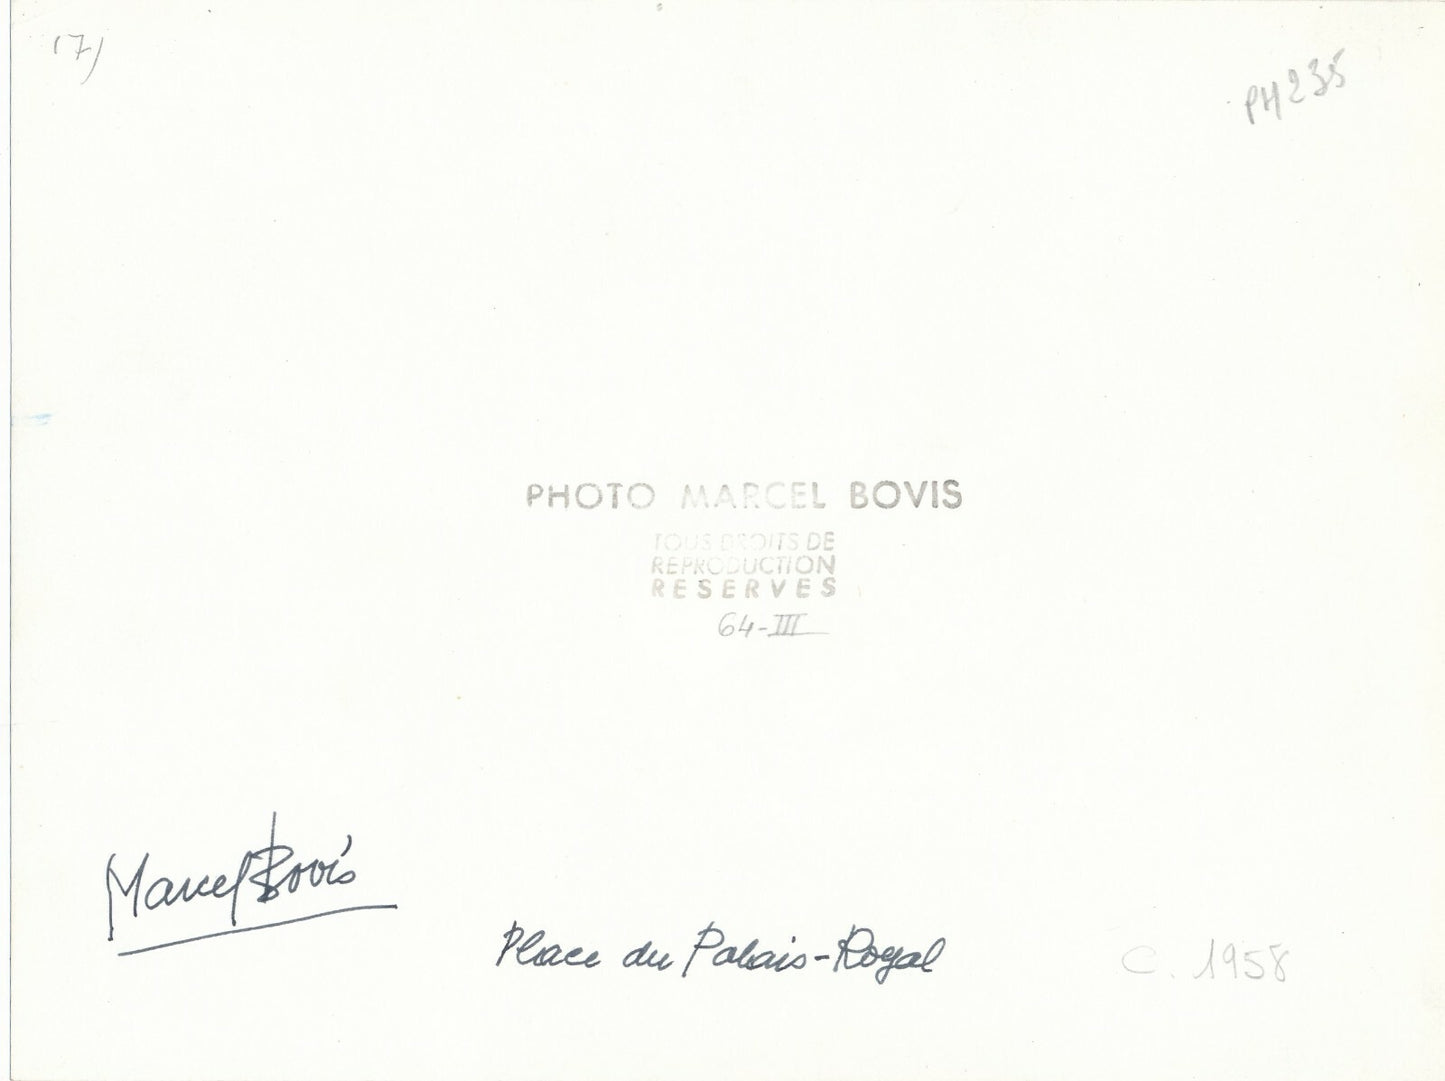 (7)
PH235
PHOTO MARCEL BOVIS
TOUS DROITS DE
REPRODUCTION
RESERVES
64-III
Marcel Bovis
Place du Palais-Royal
C. 1958